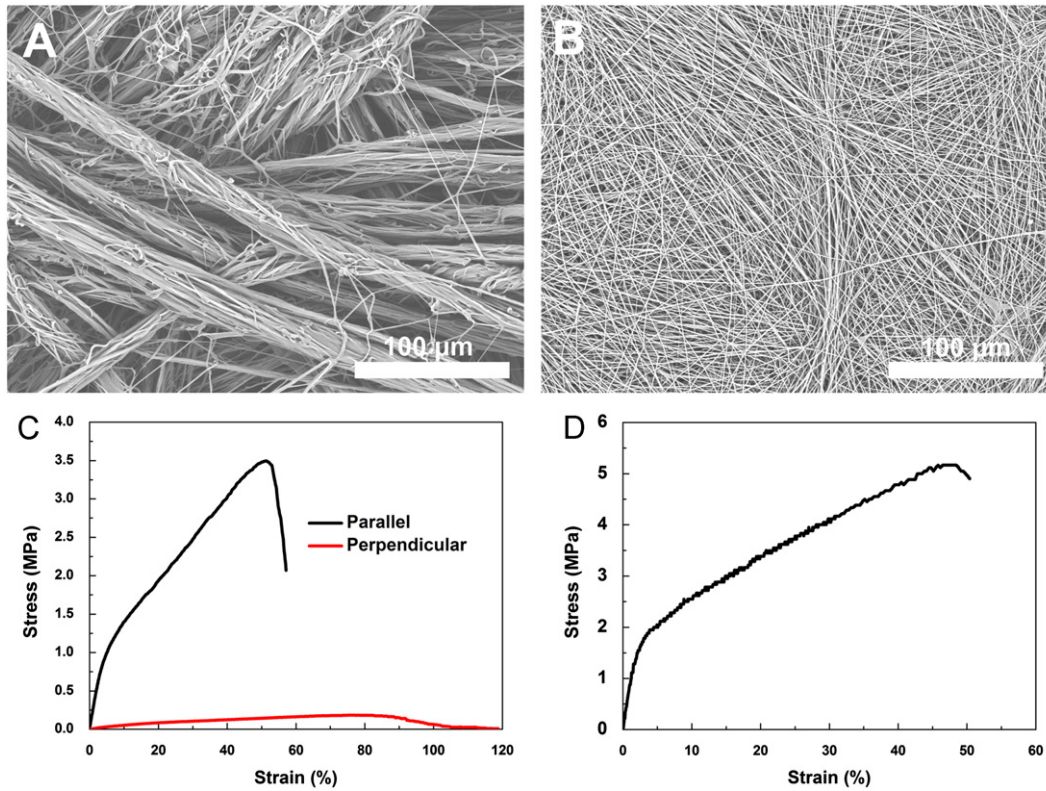 A
100 μm
B
100 μm
C
4.0
3.5
3.0
2.5
2.0
1.5
1.0
0.5
0.0
Stress (MPa)
Parallel
Perpendicular
0 20 40 60 80 100 120
Strain (%)
D
6
5
4
3
2
1
0
Stress (MPa)
0 10 20 30 40 50 60
Strain (%)